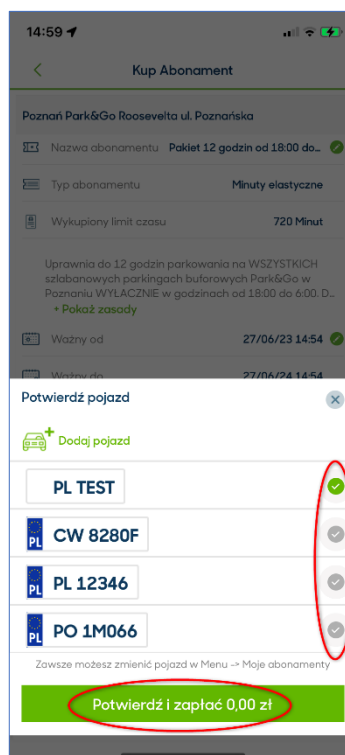 14:59
Kup Abonament
Poznań Park&Go Roosevelta ul. Poznańska
Nazwa abonamentu Pakiet 12 godzin od 18:00 do...
Typ abonamentu Minuty elastyczne
Wykupiony limit czasu 720 Minut
Uprawnia do 12 godzin parkowania na WSZYSTKICH
szlabanowych parkingach buforowych Park&Go w
Poznaniu WYŁACZNIE w godzinach od 18:00 do 6:00. D...
+ Pokaż zasady
Ważny od 27/06/23 14:54
Ważny do 27/06/24 14:54
Potwierdź pojazd
Dodaj pojazd
PL TEST
PL CW 8280F
PL PL 12346
PL PO 1M066
Zawsze możesz zmienić pojazd w Menu -> Moje abonamenty
Potwierdź i zapłać 0,00 zł